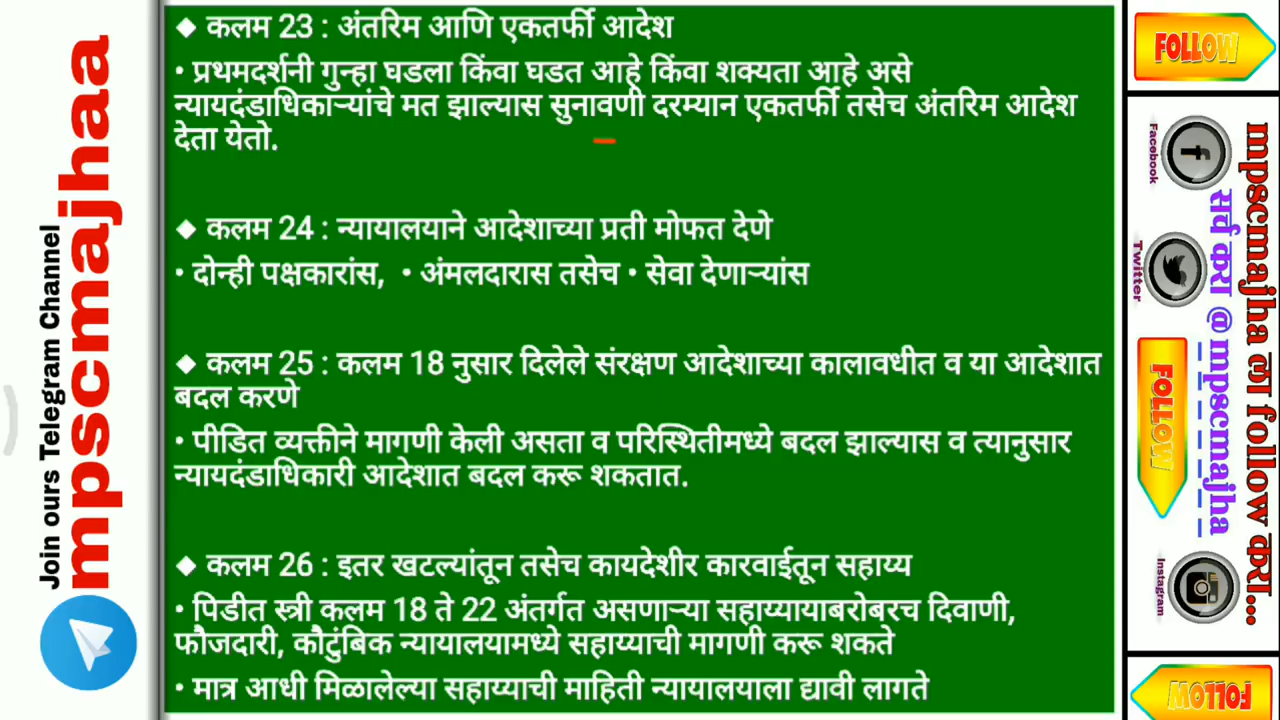 ◆ कलम 23 : अंतरिम आणि एकतर्फी आदेश
• प्रथमदर्शनी गुन्हा घडला किंवा घडत आहे किंवा शक्यता आहे असे
न्यायदंडाधिकाऱ्यांचे मत झाल्यास सुनावणी दरम्यान एकतर्फी तसेच अंतरिम आदेश
देता येतो.
◆ कलम 24 : न्यायालयाने आदेशाच्या प्रती मोफत देणे
• दोन्ही पक्षकारांस, • अंमलदारास तसेच • सेवा देणाऱ्यांस
◆ कलम 25 : कलम 18 नुसार दिलेले संरक्षण आदेशाच्या कालावधीत व या आदेशात
बदल करणे
• पीडित व्यक्तीने मागणी केली असता व परिस्थितीमध्ये बदल झाल्यास व त्यानुसार
न्यायदंडाधिकारी आदेशात बदल करू शकतात.
◆ कलम 26 : इतर खटल्यांतून तसेच कायदेशीर कारवाईतून सहाय्य
• पिडीत स्त्री कलम 18 ते 22 अंतर्गत असणाऱ्या सहाय्यायाबरोबरच दिवाणी,
फौजदारी, कौटुंबिक न्यायालयामध्ये सहाय्याची मागणी करू शकते
• मात्र आधी मिळालेल्या सहाय्याची माहिती न्यायालयाला द्यावी लागते
Join ours Telegram Channel
mpscmajhaa
FOLLOW
mpscmajha ला follow करा...
सर्च करा @ mpscmajha
Facebook
Twitter
Instagram
FOLLOW
FOLLOW